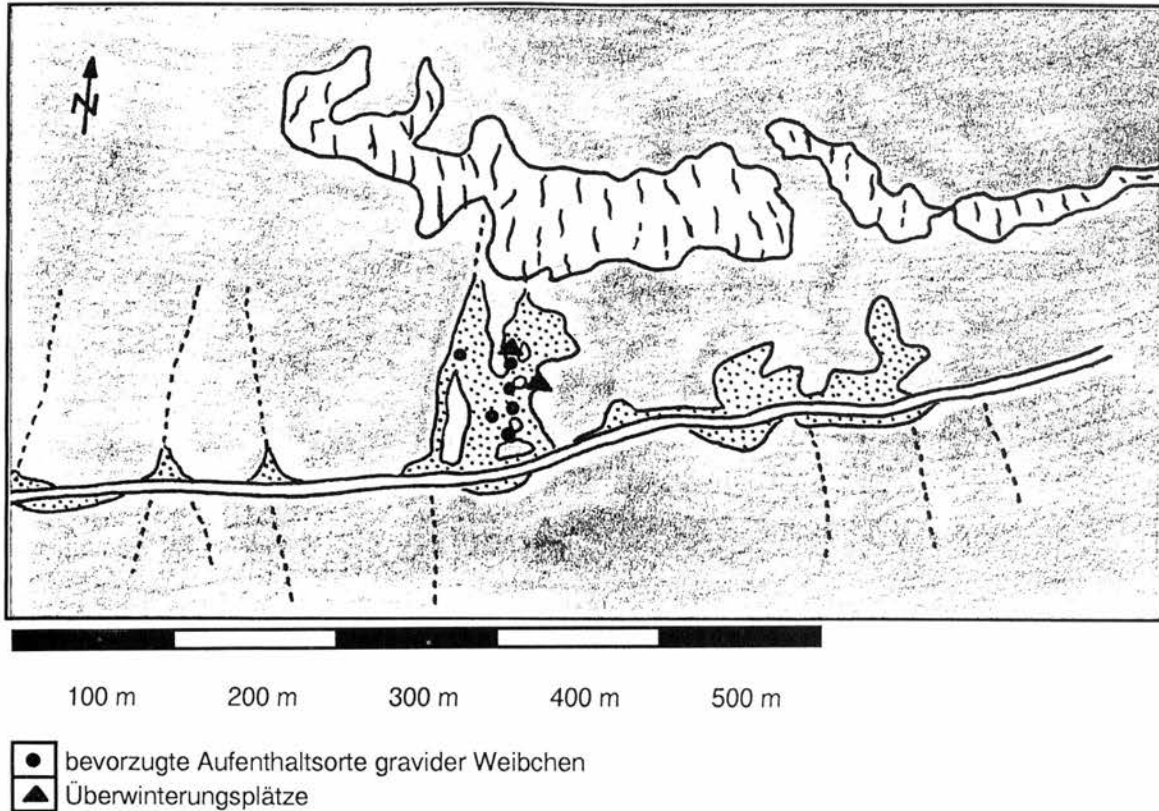 N
100 m 200 m 300 m 400 m 500 m
bevorzugte Aufenthaltsorte gravider Weibchen
Überwinterungsplätze